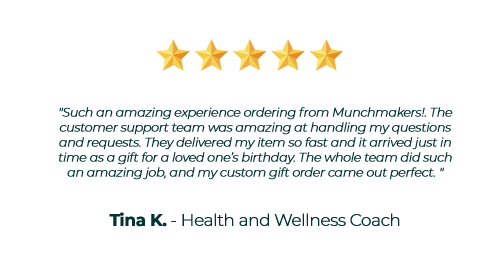 "Such an amazing experience ordering from Munchmakers!. The
customer support team was amazing at handling my questions
and requests. They delivered my item so fast and it arrived just in
time as a gift for a loved one's birthday. The whole team did such
an amazing job, and my custom gift order came out perfect. "
Tina K. - Health and Wellness Coach